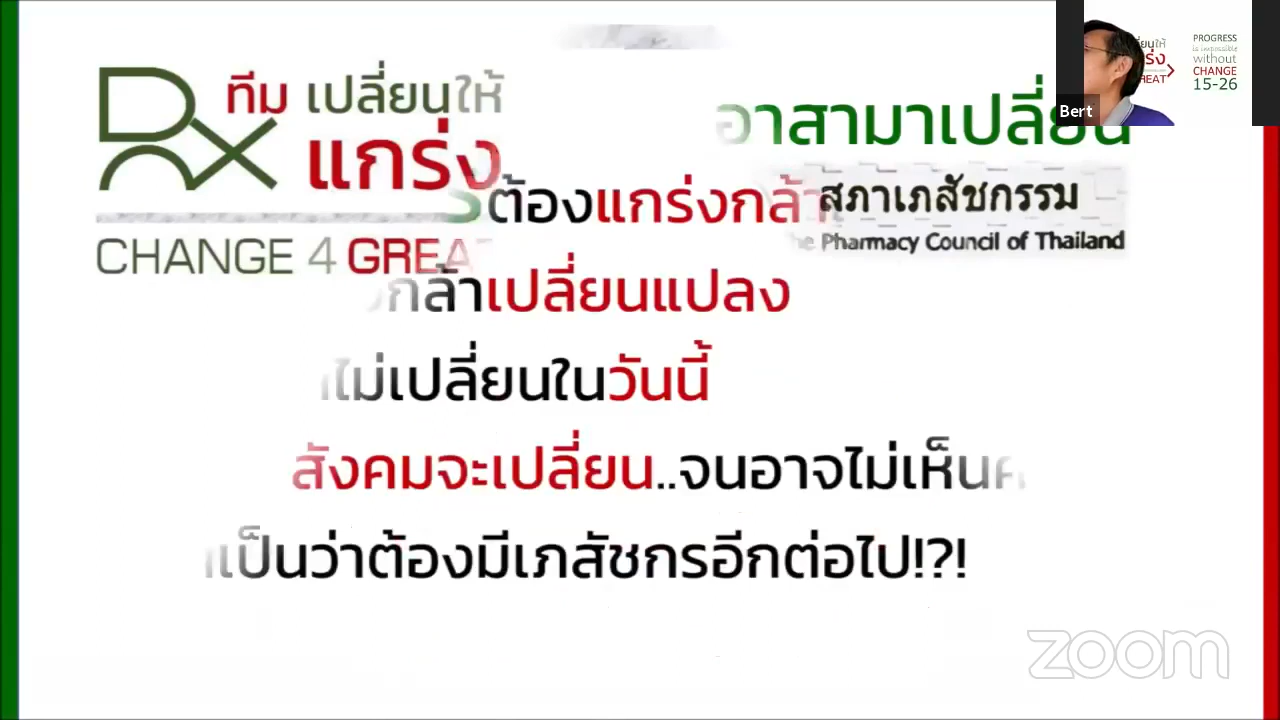 ทีม เปลี่ยนให้
แกร่ง
CHANGE 4 GREA
อาสามาเปลี่ยน
สภาเภสัชกรรม
he Pharmacy Council of Thailand
ต้องแกร่งกล้า
กล้าเปลี่ยนแปลง
ไม่เปลี่ยนในวันนี้
สังคมจะเปลี่ยน..จนอาจไม่เห็นค
เป็นว่าต้องมีเภสัชกรอีกต่อไป!?!
Bert
PROGRESS
is impossible
without
CHANGE
15-26
zoom